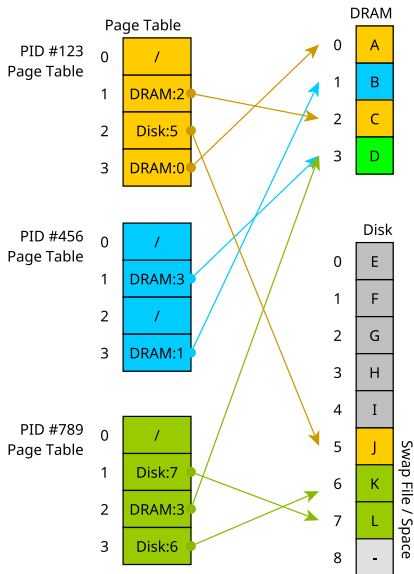 Page Table
PID #123
Page Table
0 /
1 DRAM:2
2 Disk:5
3 DRAM:0
PID #456
Page Table
0 /
1 DRAM:3
2 /
3 DRAM:1
PID #789
Page Table
0 /
1 Disk:7
2 DRAM:3
3 Disk:6
DRAM
0 A
1 B
2 C
3 D
Disk
0 E
1 F
2 G
3 H
4 I
5 J
6 K
7 L
8 -
Swap File / Space